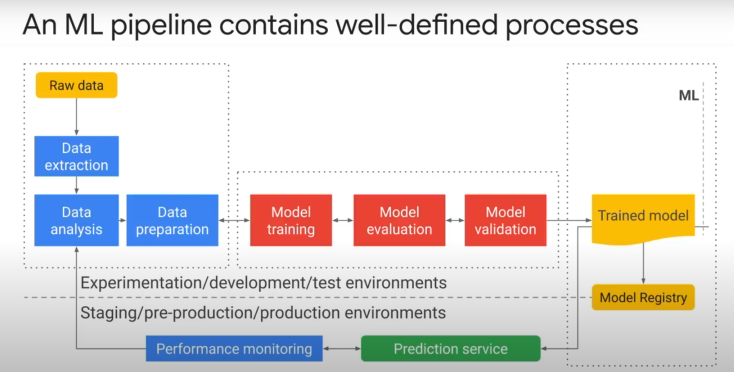 An ML pipeline contains well-defined processes
Raw data
ML
Data
extraction
Data
analysis
Data
preparation
Model
training
Model
evaluation
Model
validation
Trained model
Experimentation/development/test environments
Model Registry
Staging/pre-production/production environments
Performance monitoring
Prediction service